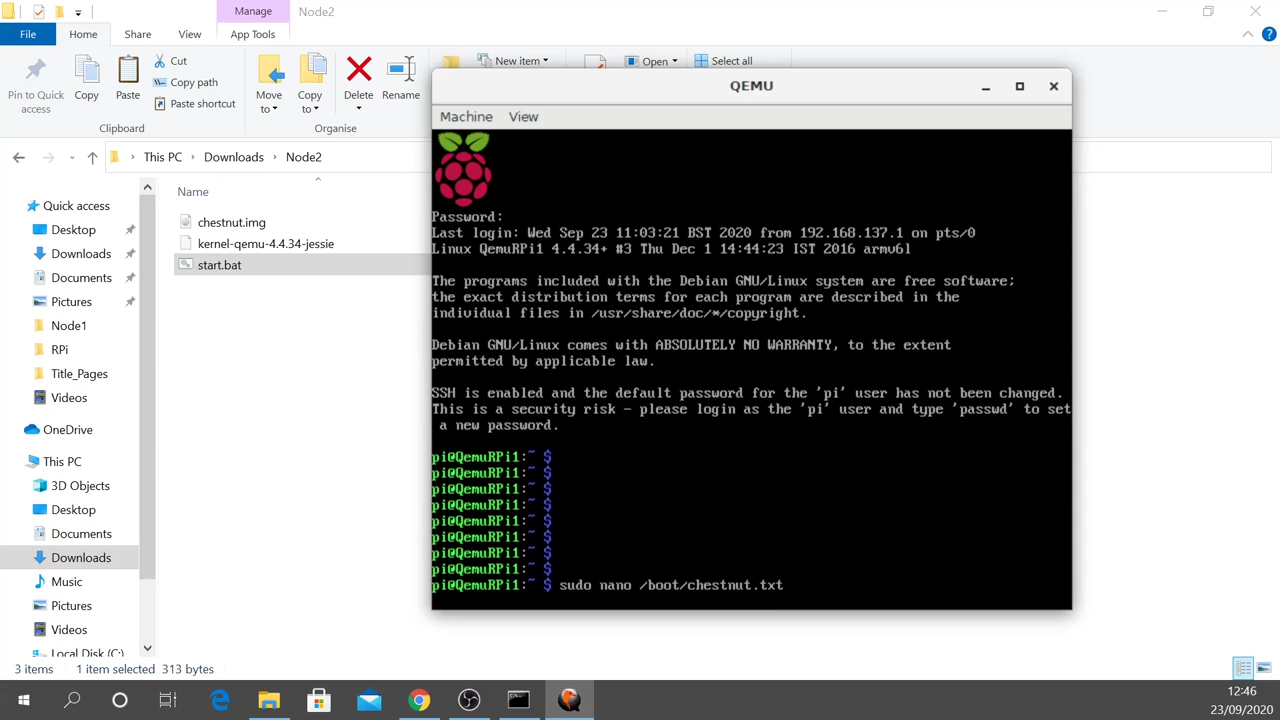 Manage
Node2
File
Home
Share
View
App Tools
Pin to Quick
access
Copy
Paste
Cut
Copy path
Paste shortcut
Clipboard
Move
to
Copy
to
Delete
Rename
Organise
New item
Open
Select all
This PC
Downloads
Node2
Quick access
Desktop
Downloads
Documents
Pictures
Node1
RPi
Title_Pages
Videos
OneDrive
This PC
3D Objects
Desktop
Documents
Downloads
Music
Pictures
Videos
Local Disk (C:)
Name
chestnut.img
kernel-qemu-4.4.34-jessie
start.bat
QEMU
Machine
View
Password:
Last login: Wed Sep 23 11:03:21 BST 2020 from 192.168.137.1 on pts/0
Linux QemuRPi1 4.4.34+ #3 Thu Dec 1 14:44:23 IST 2016 armv6l
The programs included with the Debian GNU/Linux system are free software;
the exact distribution terms for each program are described in the
individual files in /usr/share/doc/*/copyright.
Debian GNU/Linux comes with ABSOLUTELY NO WARRANTY, to the extent
permitted by applicable law.
SSH is enabled and the default password for the 'pi' user has not been changed.
This is a security risk - please login as the 'pi' user and type 'passwd' to set
a new password.
pi@QemuRPi1:~ $
pi@QemuRPi1:~ $
pi@QemuRPi1:~ $
pi@QemuRPi1:~ $
pi@QemuRPi1:~ $
pi@QemuRPi1:~ $
pi@QemuRPi1:~ $
pi@QemuRPi1:~ $
pi@QemuRPi1:~ $ sudo nano /boot/chestnut.txt
3 items
1 item selected 313 bytes
12:46
23/09/2020